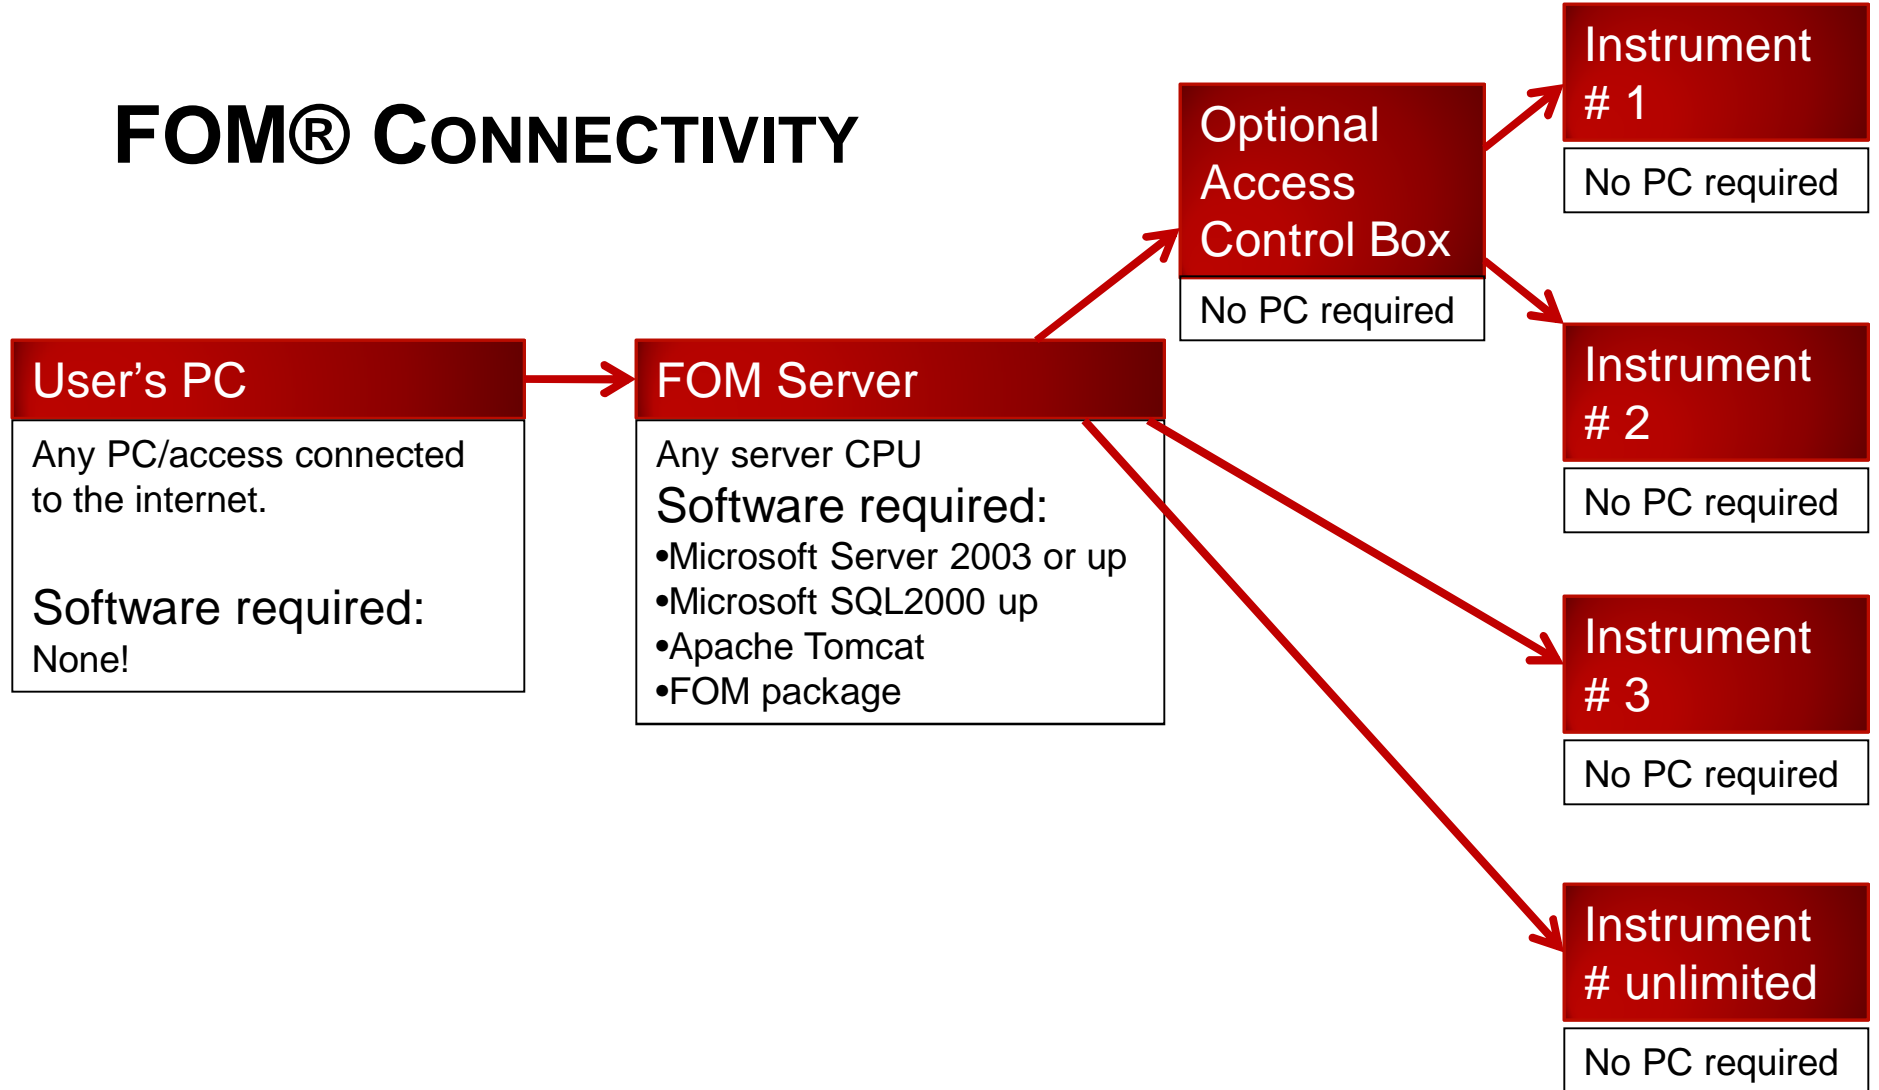 FOM® CONNECTIVITY
User’s PC
Any PC/access connected
to the internet.
Software required:
None!
FOM Server
Any server CPU
Software required:
•Microsoft Server 2003 or up
•Microsoft SQL2000 up
•Apache Tomcat
•FOM package
Optional
Access
Control Box
No PC required
Instrument
# 1
No PC required
Instrument
# 2
No PC required
Instrument
# 3
No PC required
Instrument
# unlimited
No PC required